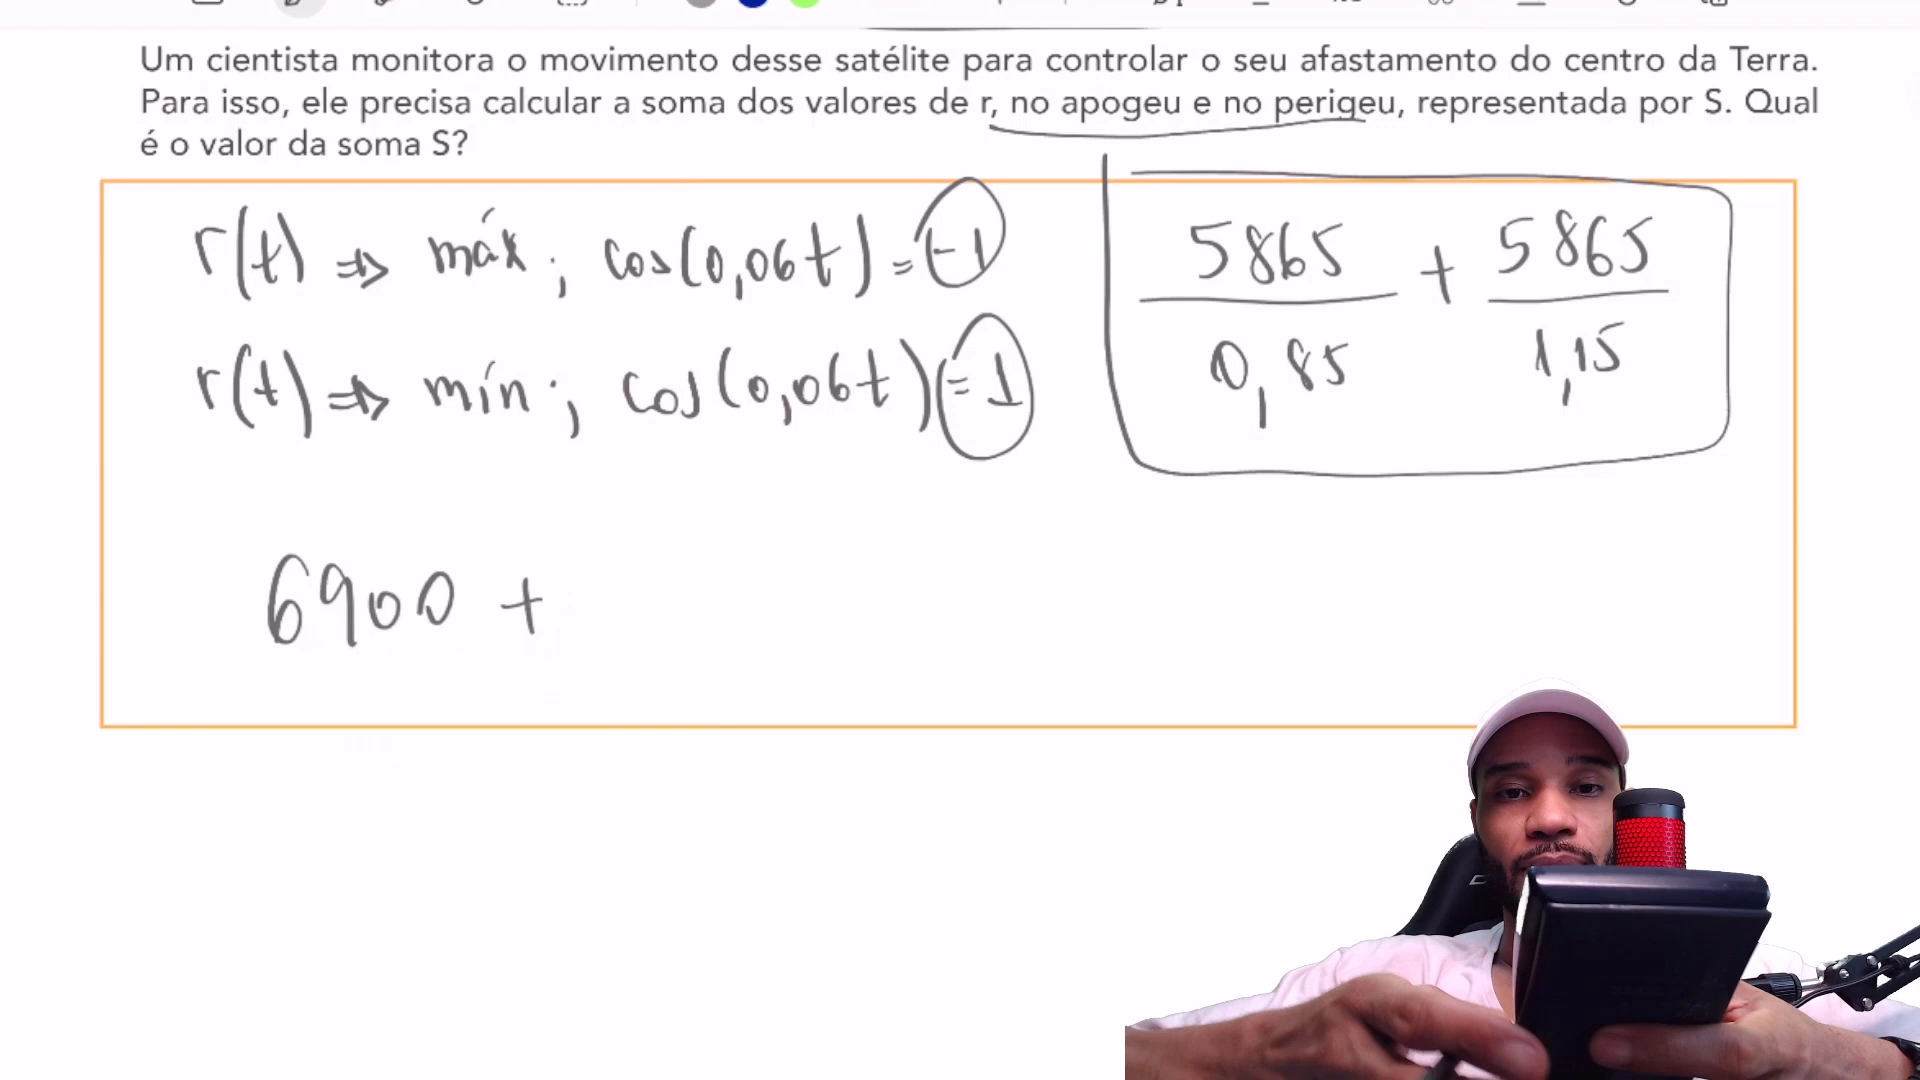 Um cientista monitora o movimento desse satélite para controlar o seu afastamento do centro da Terra.
Para isso, ele precisa calcular a soma dos valores de r, no apogeu e no perigeu, representada por S. Qual
é o valor da soma S?
r(t) ⇒ máx; cos(0,06t) = -1
r(t) ⇒ mín; cos(0,06t) = 1
5865/0,85 + 5865/1,15
6900 +